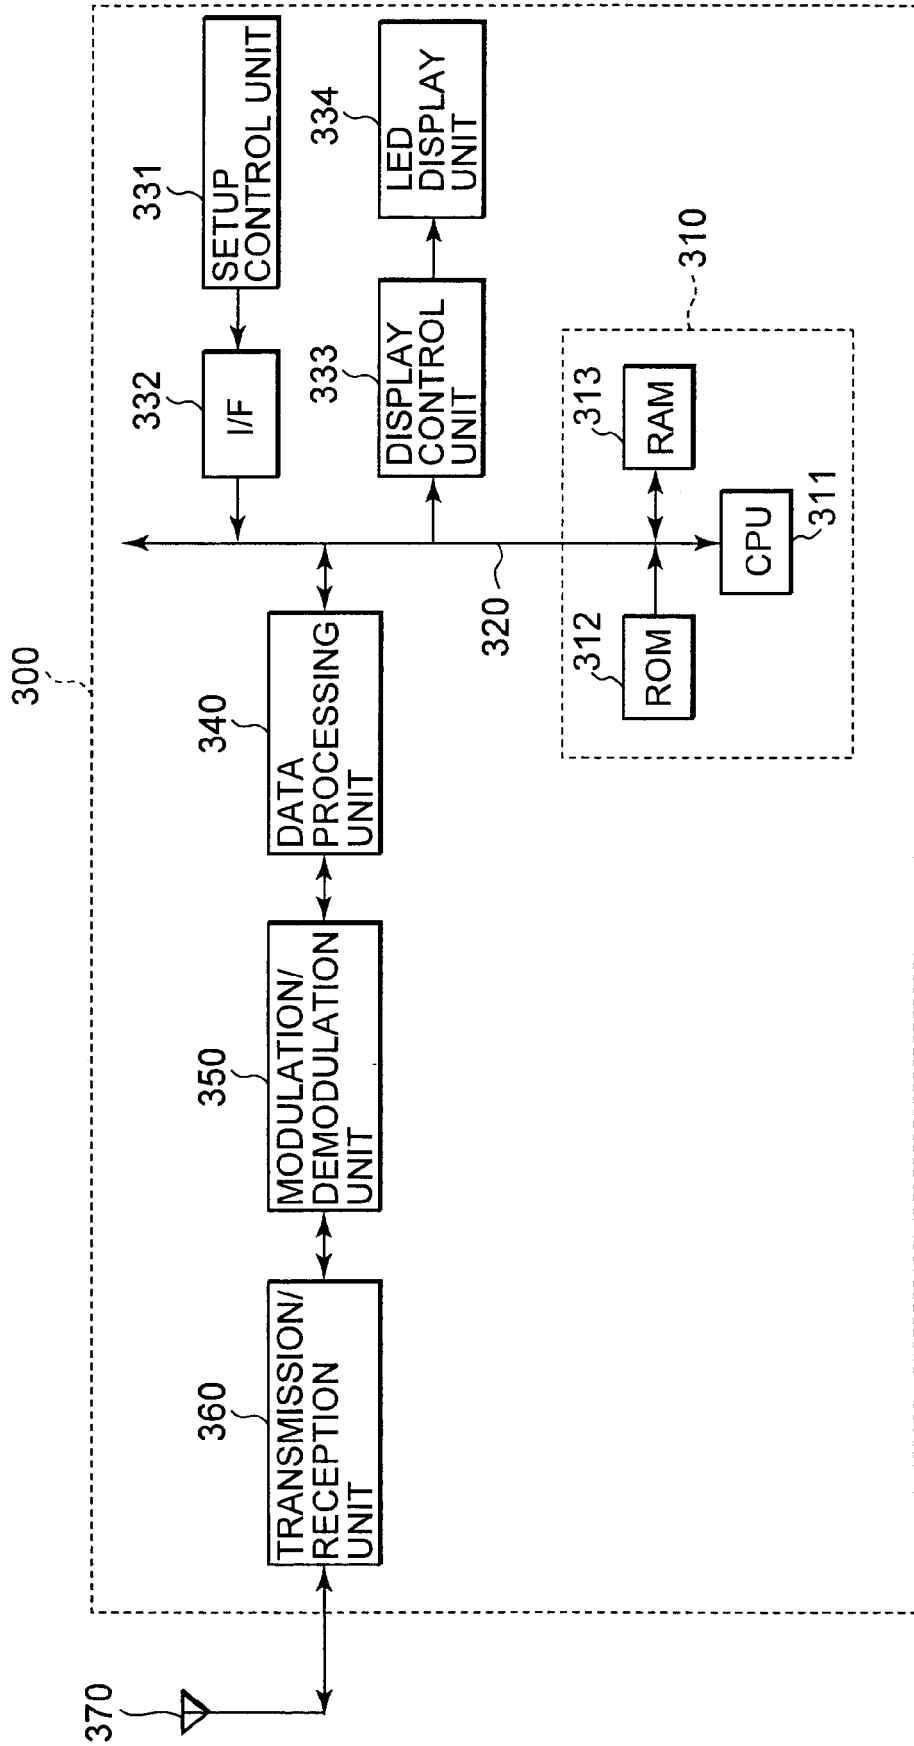 300
370
360
TRANSMISSION/
RECEPTION
UNIT
350
MODULATION/
DEMODULATION
UNIT
340
DATA
PROCESSING
UNIT
332
I/F
331
SETUP
CONTROL UNIT
333
DISPLAY
CONTROL
UNIT
334
LED
DISPLAY
UNIT
320
310
312
ROM
313
RAM
CPU
311